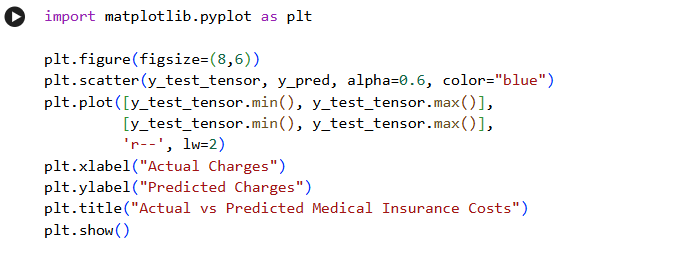 import matplotlib.pyplot as plt
plt.figure(figsize=(8,6))
plt.scatter(y_test_tensor, y_pred, alpha=0.6, color="blue")
plt.plot([y_test_tensor.min(), y_test_tensor.max()],
[y_test_tensor.min(), y_test_tensor.max()],
'r--', lw=2)
plt.xlabel("Actual Charges")
plt.ylabel("Predicted Charges")
plt.title("Actual vs Predicted Medical Insurance Costs")
plt.show()